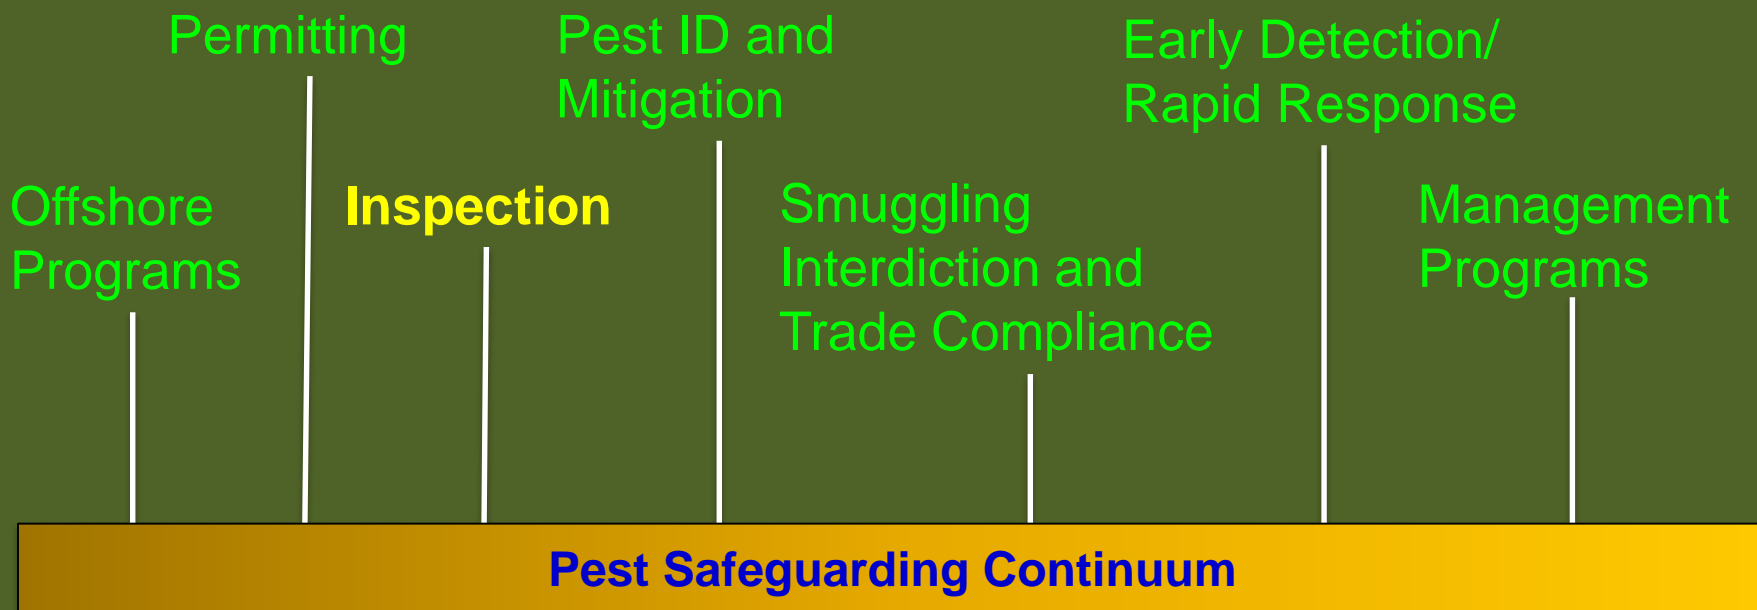 Offshore
Programs
Permitting
Inspection
Pest ID and
Mitigation
Smuggling
Interdiction and
Trade Compliance
Early Detection/
Rapid Response
Management
Programs
Pest Safeguarding Continuum